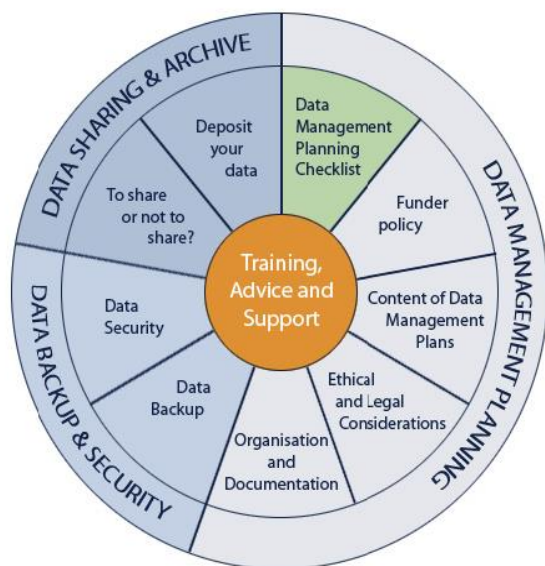 DATA SHARING & ARCHIVE
DATA MANAGEMENT PLANNING
DATA BACKUP & SECURITY
Data
Management
Planning
Checklist
Funder
policy
Content of Data
Management
Plans
Ethical
and Legal
Considerations
Organisation
and
Documentation
Data
Backup
Data
Security
To share
or not to
share?
Deposit
your
data
Training,
Advice and
Support